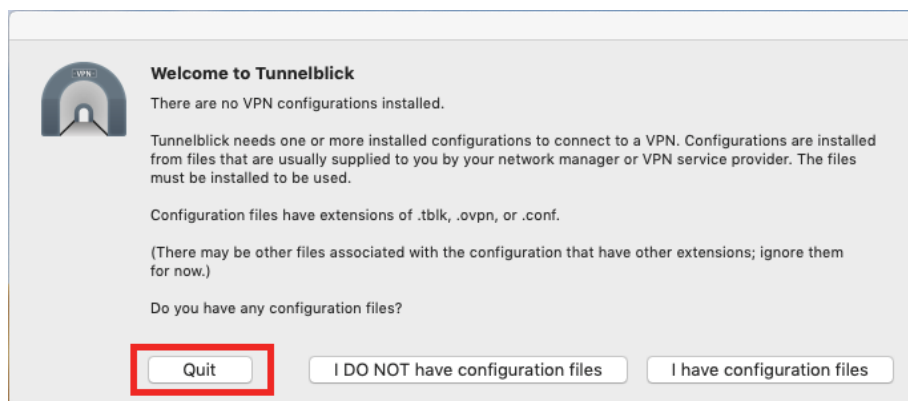 VPN
Welcome to Tunnelblick
There are no VPN configurations installed.
Tunnelblick needs one or more installed configurations to connect to a VPN. Configurations are installed
from files that are usually supplied to you by your network manager or VPN service provider. The files
must be installed to be used.
Configuration files have extensions of .tblk, .ovpn, or .conf.
(There may be other files associated with the configuration that have other extensions; ignore them
for now.)
Do you have any configuration files?
Quit
I DO NOT have configuration files
I have configuration files